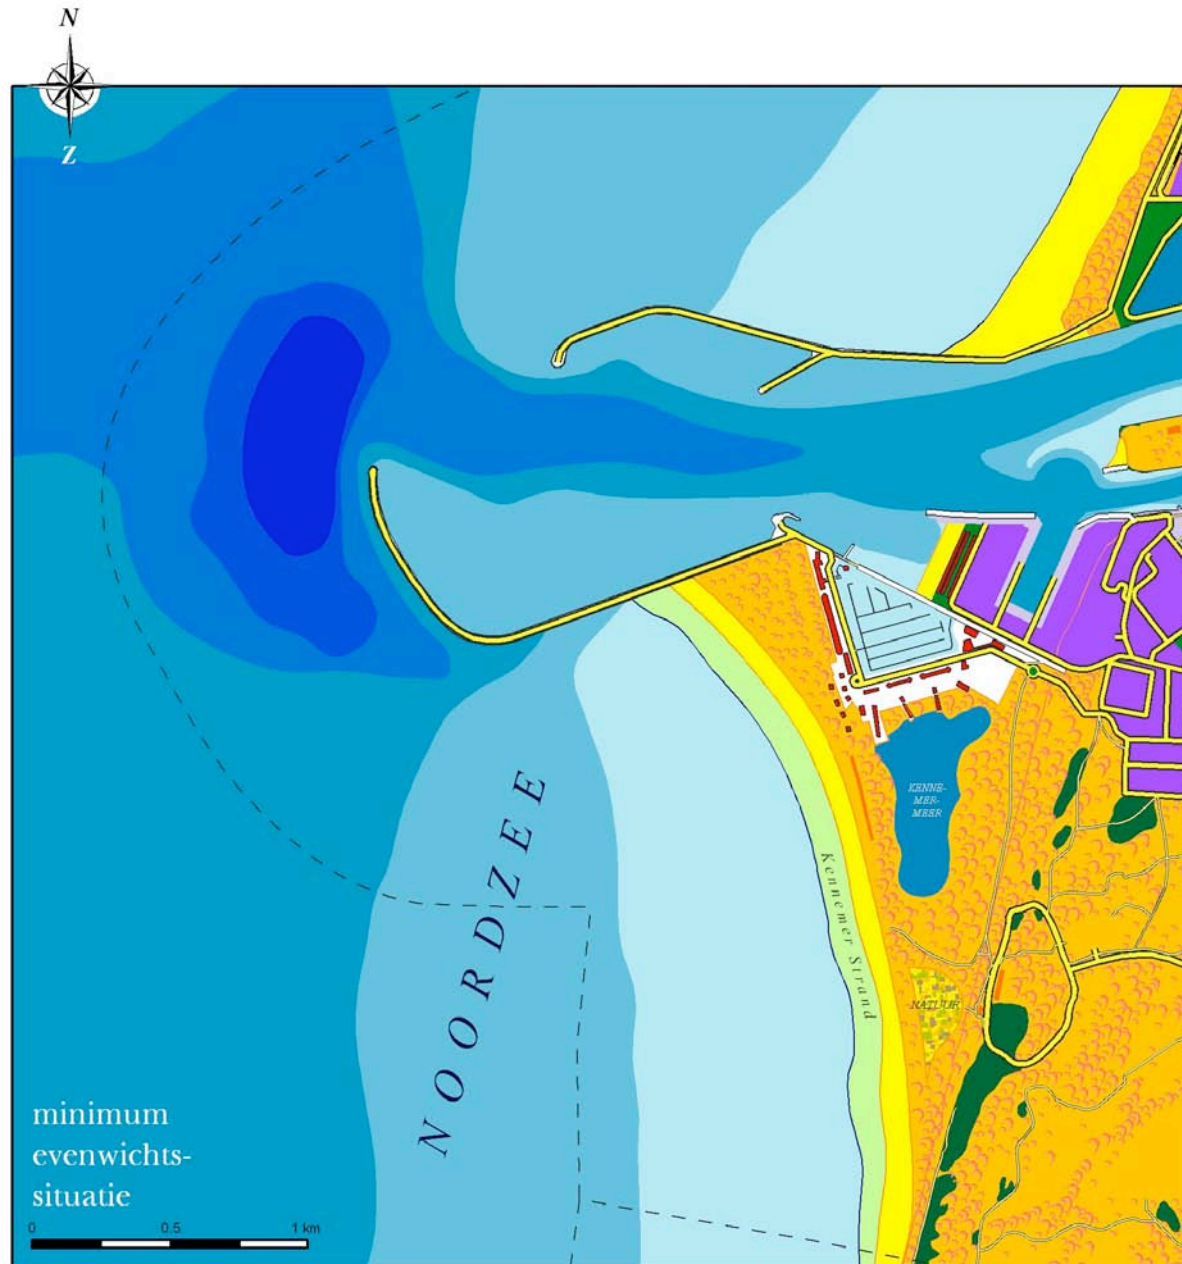 N
Z
KENNE-
MER-
MEER
Kennemer Strand
NATUUR
NOORDZEE
minimum
evenwichts-
situatie
0 0.5 1 km